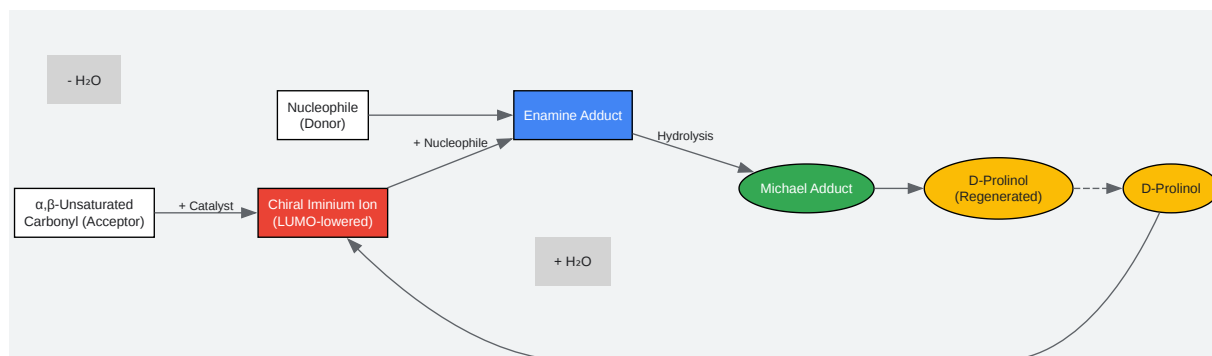 - H₂O
Nucleophile
(Donor)
Enamine Adduct
+ Nucleophile
Hydrolysis
α,β-Unsaturated
Carbonyl (Acceptor)
+ Catalyst
Chiral Iminium Ion
(LUMO-lowered)
Michael Adduct
D-Prolinol
(Regenerated)
D-Prolinol
+ H₂O